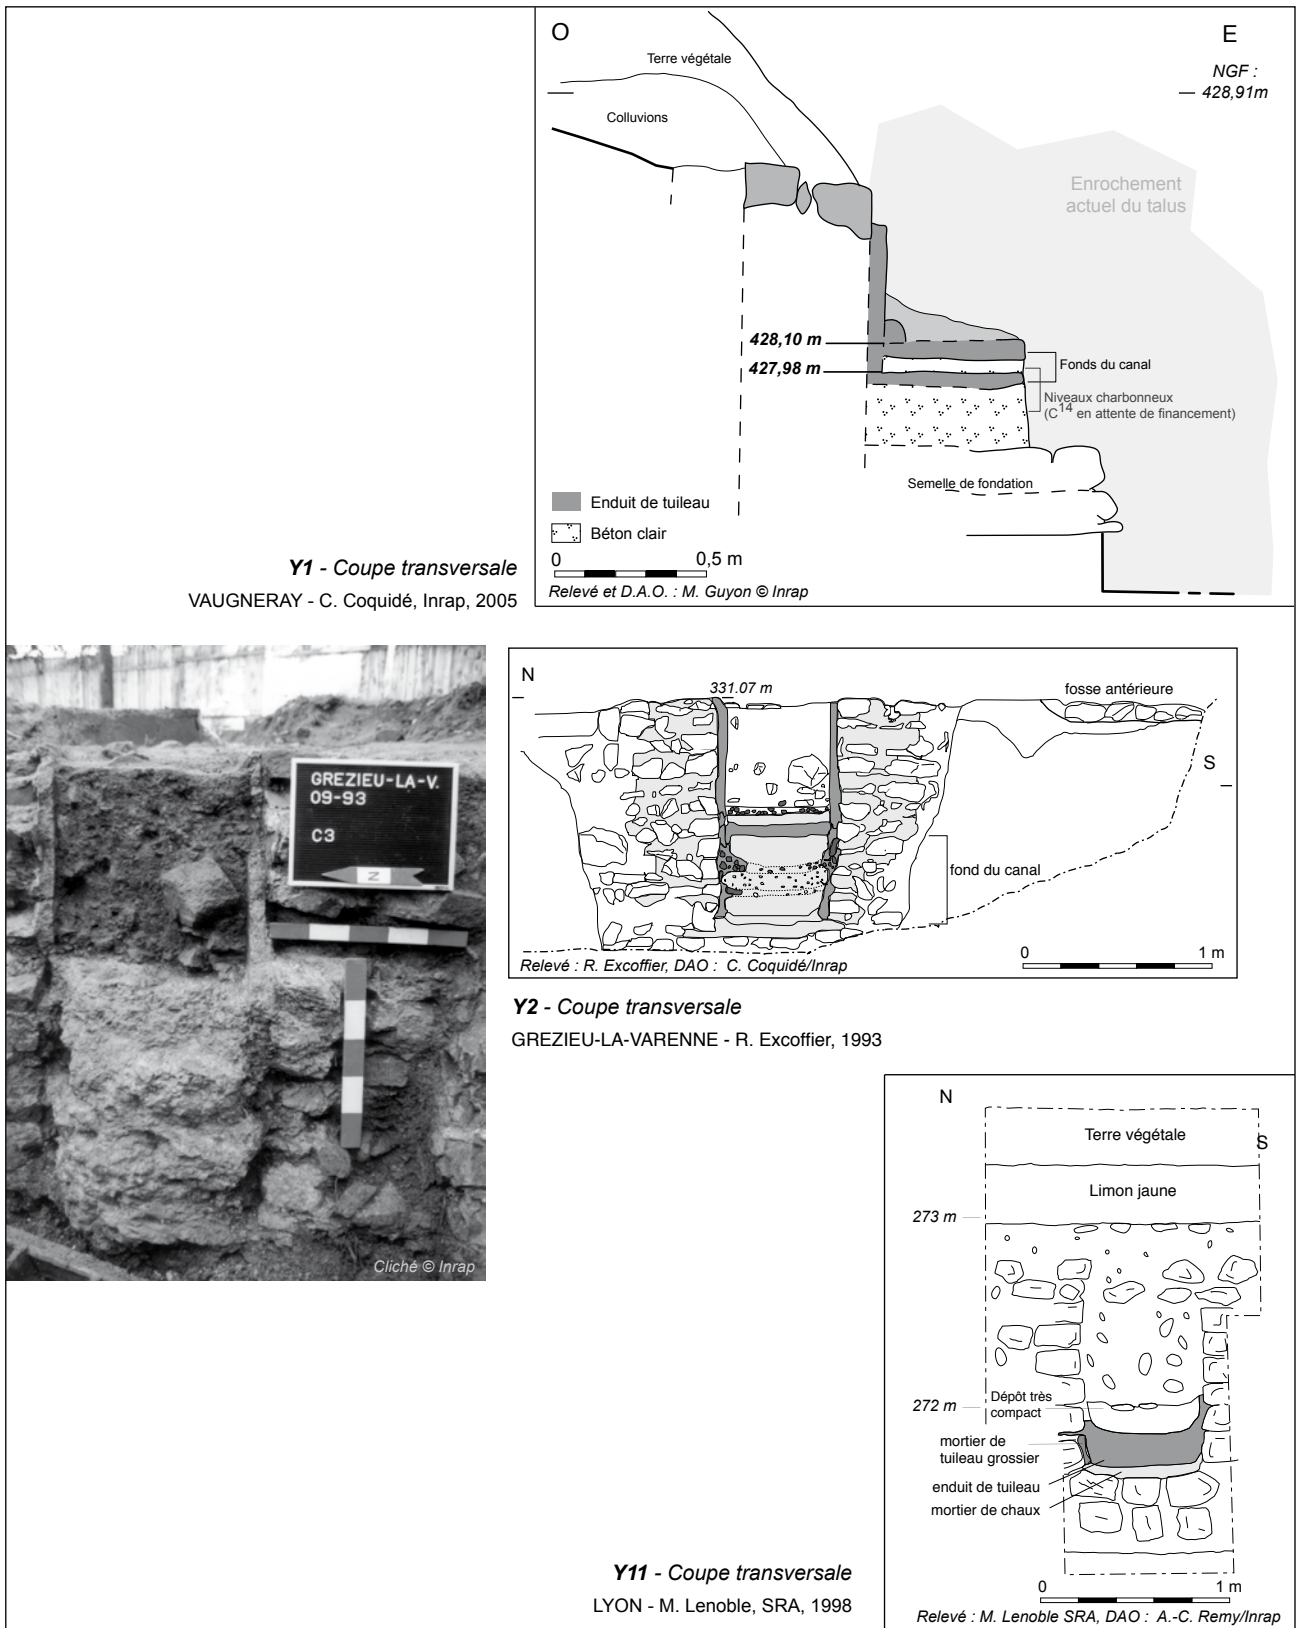 O
E
Terre végétale
NGF :
428,91m
Colluvions
Enrochement
actuel du talus
428,10 m
427,98 m
Fonds du canal
Niveaux charbonneux
(C14 en attente de financement)
Semelle de fondation
Enduit de tuileau
Béton clair
0 0,5 m
Relevé et D.A.O. : M. Guyon © Inrap
Y1 - Coupe transversale
VAUGNERAY - C. Coquidé, Inrap, 2005
GREZIEU-LA-V.
09-93
C3
N
Cliché © Inrap
N
331.07 m
fosse antérieure
S
fond du canal
0 1 m
Relevé : R. Excoffier, DAO : C. Coquidé/Inrap
Y2 - Coupe transversale
GREZIEU-LA-VARENNE - R. Excoffier, 1993
N
Terre végétale
S
Limon jaune
273 m
272 m
Dépôt très
compact
mortier de
tuileau grossier
enduit de tuileau
mortier de chaux
0 1 m
Relevé : M. Lenoble SRA, DAO : A.-C. Remy/Inrap
Y11 - Coupe transversale
LYON - M. Lenoble, SRA, 1998